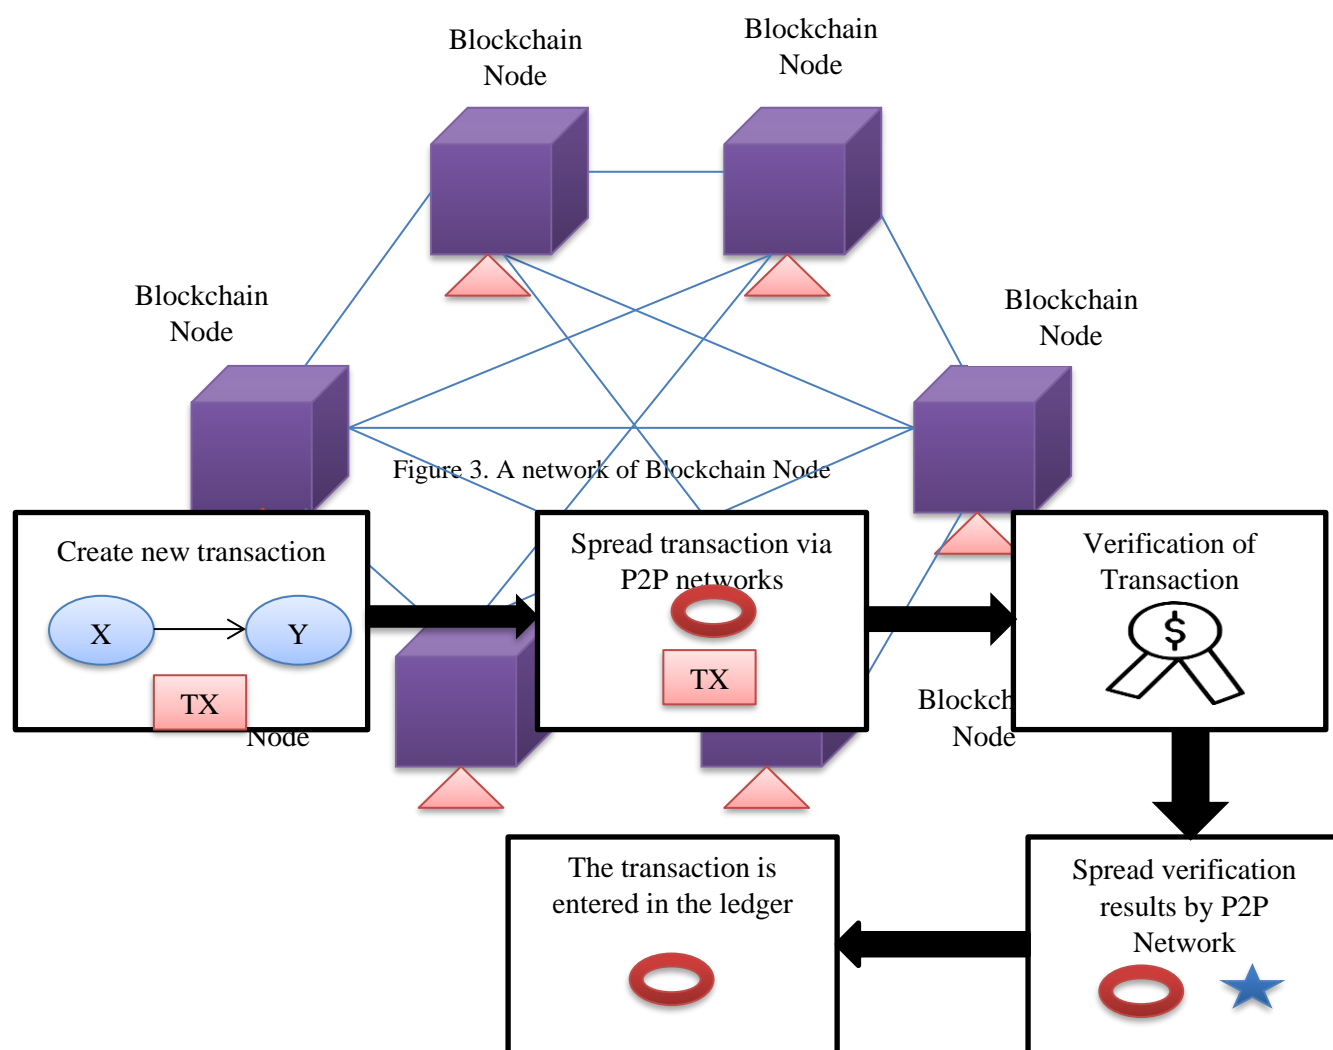 Blockchain
Node
Blockchain
Node
Blockchain
Node
Blockchain
Node
Figure 3. A network of Blockchain Node
Create new transaction
X
Y
TX
Spread transaction via
P2P networks
TX
Verification of
Transaction
$
Node
Blockch
Node
The transaction is
entered in the ledger
Spread verification
results by P2P
Network